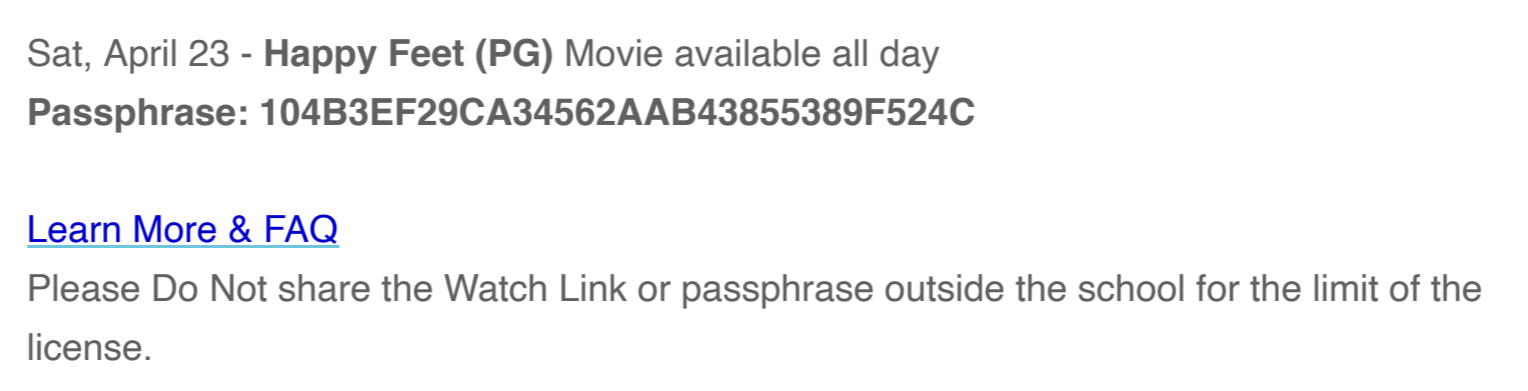 Sat, April 23 - Happy Feet (PG) Movie available all day
Passphrase: 104B3EF29CA34562AAB43855389F524C
Learn More & FAQ
Please Do Not share the Watch Link or passphrase outside the school for the limit of the
license.